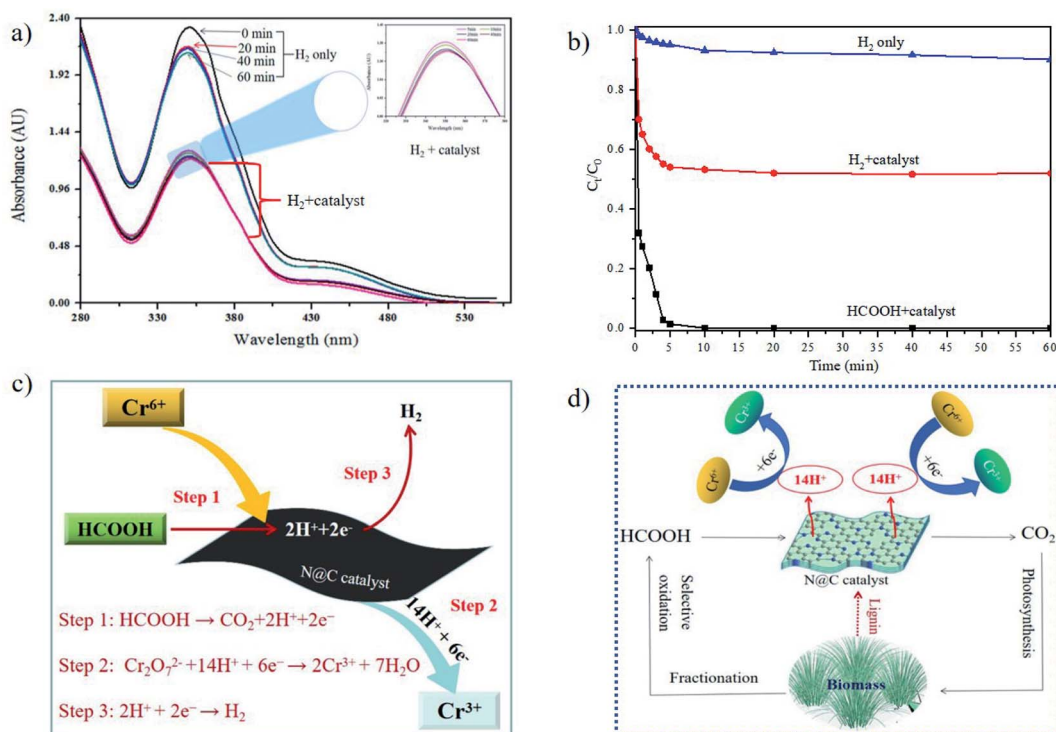 a)
2.40
1.92
1.44
0.96
0.48
0.00
Absorbance (AU)
0 min
20 min
40 min
60 min
H₂ only
H₂+catalyst
Absorbance (AU)
Wavelength (nm)
H₂ + catalyst
280 330 380 430 480 530
Wavelength (nm)
b)
1.0
0.8
0.6
0.4
0.2
0.0
Cₜ/C₀
H₂ only
H₂+catalyst
HCOOH+catalyst
0 5 10 15 20 25 30 35 40 45 50 55 60
Time (min)
c)
Cr⁶⁺
H₂
Step 3
Step 1
HCOOH
2H⁺+2e⁻
N@C catalyst
Step 2
14H⁺ + 6e⁻
Step 1: HCOOH → CO₂+2H⁺+2e⁻
Step 2: Cr₂O₇²⁻ +14H⁺ + 6e⁻ → 2Cr³⁺ + 7H₂O
Step 3: 2H⁺ + 2e⁻ → H₂
Cr³⁺
d)
Cr³⁺
Cr⁶⁺
Cr⁶⁺
+6e⁻
+6e⁻
Cr³⁺
14H⁺
14H⁺
HCOOH
CO₂
N@C catalyst
Selective
oxidation
Lignin
Photosynthesis
Fractionation
Biomass